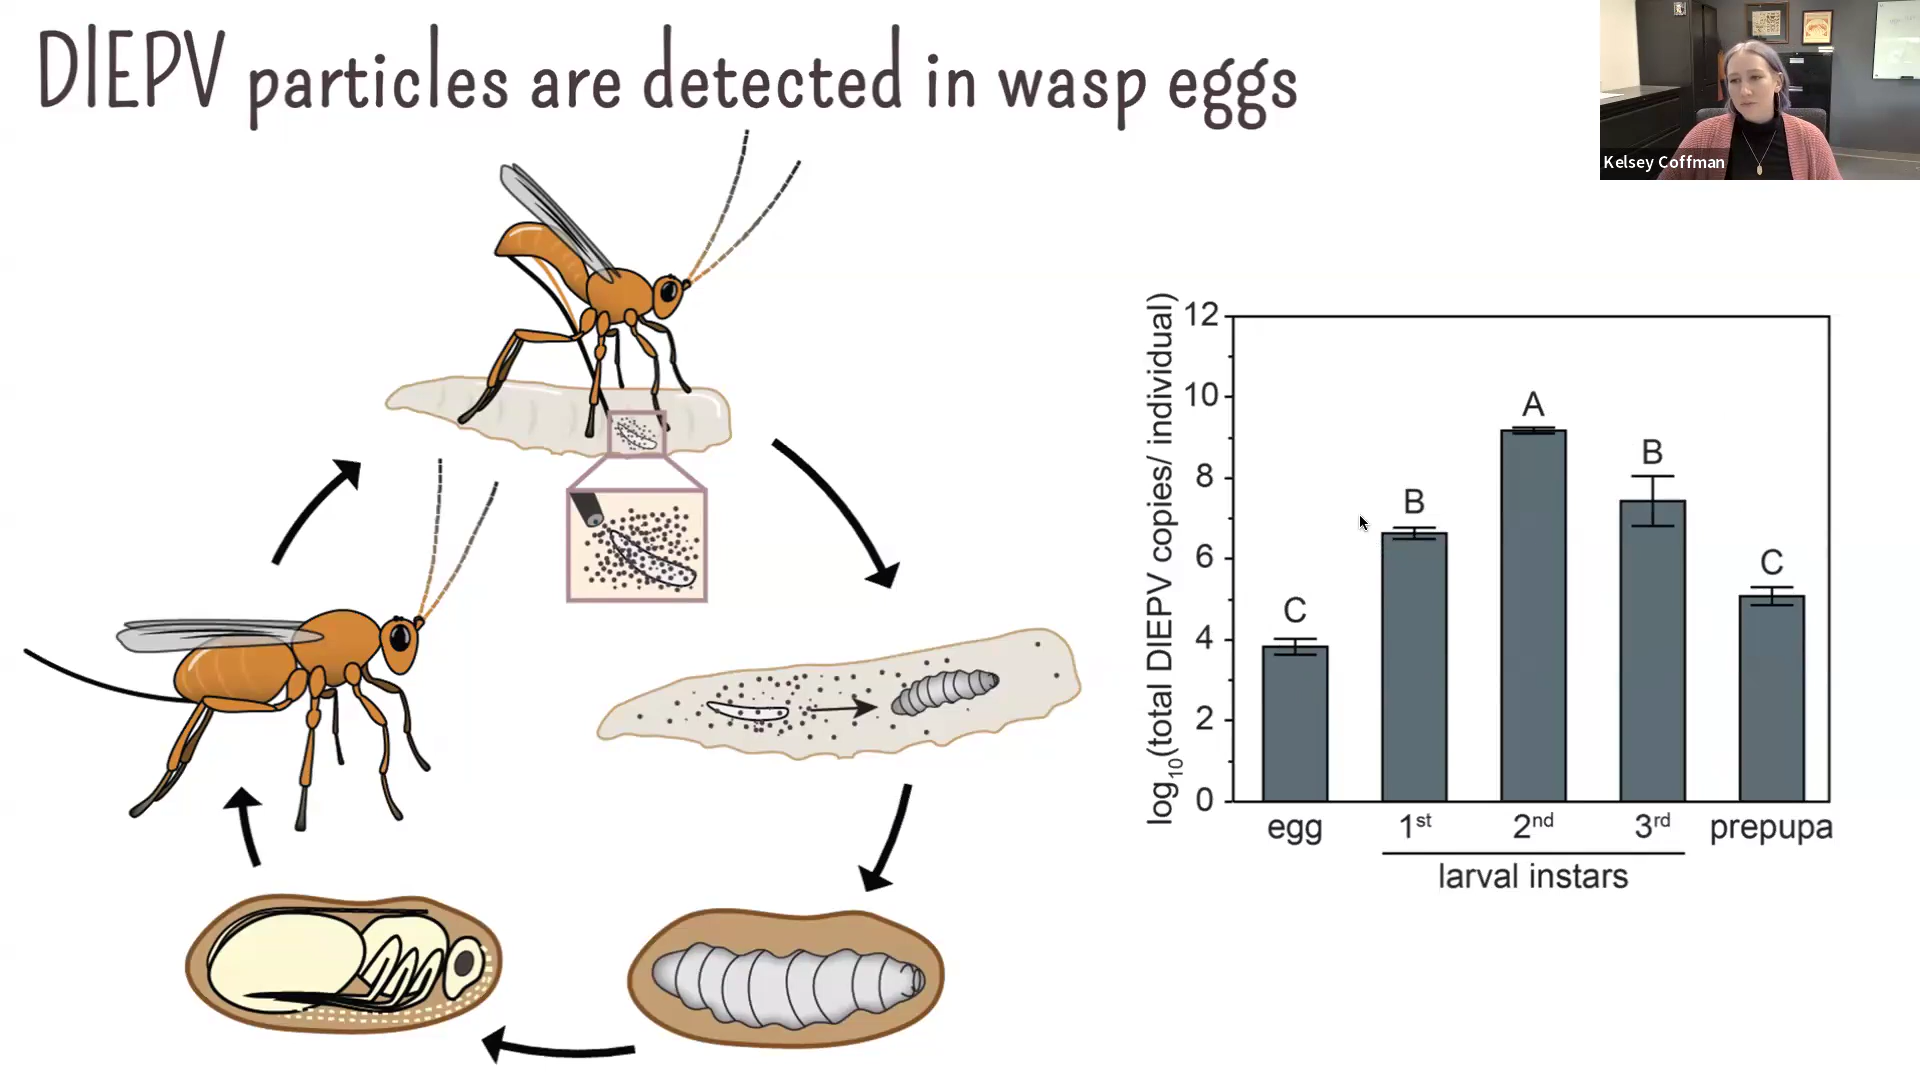 DIEPV particles are detected in wasp eggs
Kelsey Coffman
log10(total DIEPV copies/ individual)
12
10
8
6
4
2
0
C
B
A
B
C
egg
1st
2nd
3rd
prepupa
larval instars